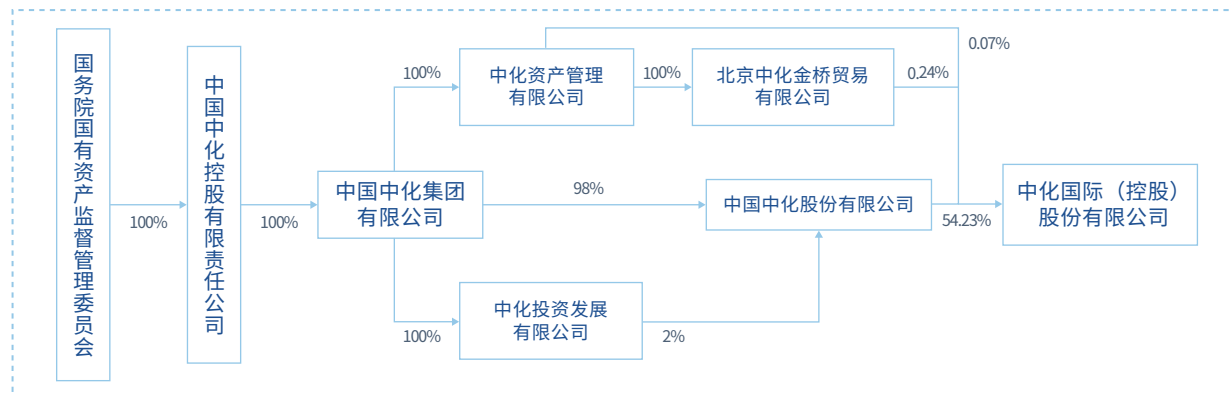 国务院国有资产监督管理委员会
100%
中国中化控股有限责任公司
100%
中国中化集团
有限公司
100%
中化资产管理
有限公司
100%
北京中化金桥贸易
有限公司
0.24%
0.07%
98%
中国中化股份有限公司
54.23%
中化国际（控股）
股份有限公司
100%
中化投资发展
有限公司
2%